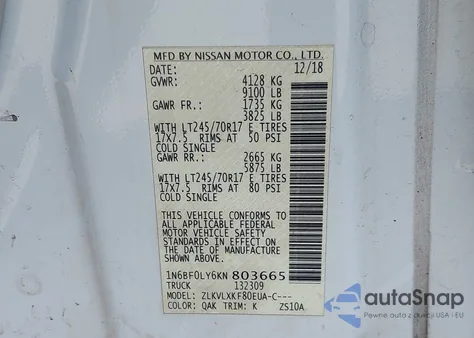 MFD BY NISSAN MOTOR CO., LTD.
DATE: 12/18
GVWR: 4128 KG
9100 LB
GAWR FR.: 1735 KG
3825 LB
WITH LT245/70R17 E TIRES
17X7.5 RIMS AT 50 PSI
COLD SINGLE
GAWR RR.: 2665 KG
5875 LB
WITH LT245/70R17 E TIRES
17X7.5 RIMS AT 80 PSI
COLD SINGLE
THIS VEHICLE CONFORMS TO
ALL APPLICABLE FEDERAL
MOTOR VEHICLE SAFETY
STANDARDS IN EFFECT ON
THE DATE OF MANUFACTURE
SHOWN ABOVE
1N6BF0LY6KN 803665
TRUCK 132309
MODEL: ZLKVLXKF80EUA-C---
COLOR: QAK TRIM: K ZS10A
autoSnap
AUTA POUŻYWANE Z USA i EU